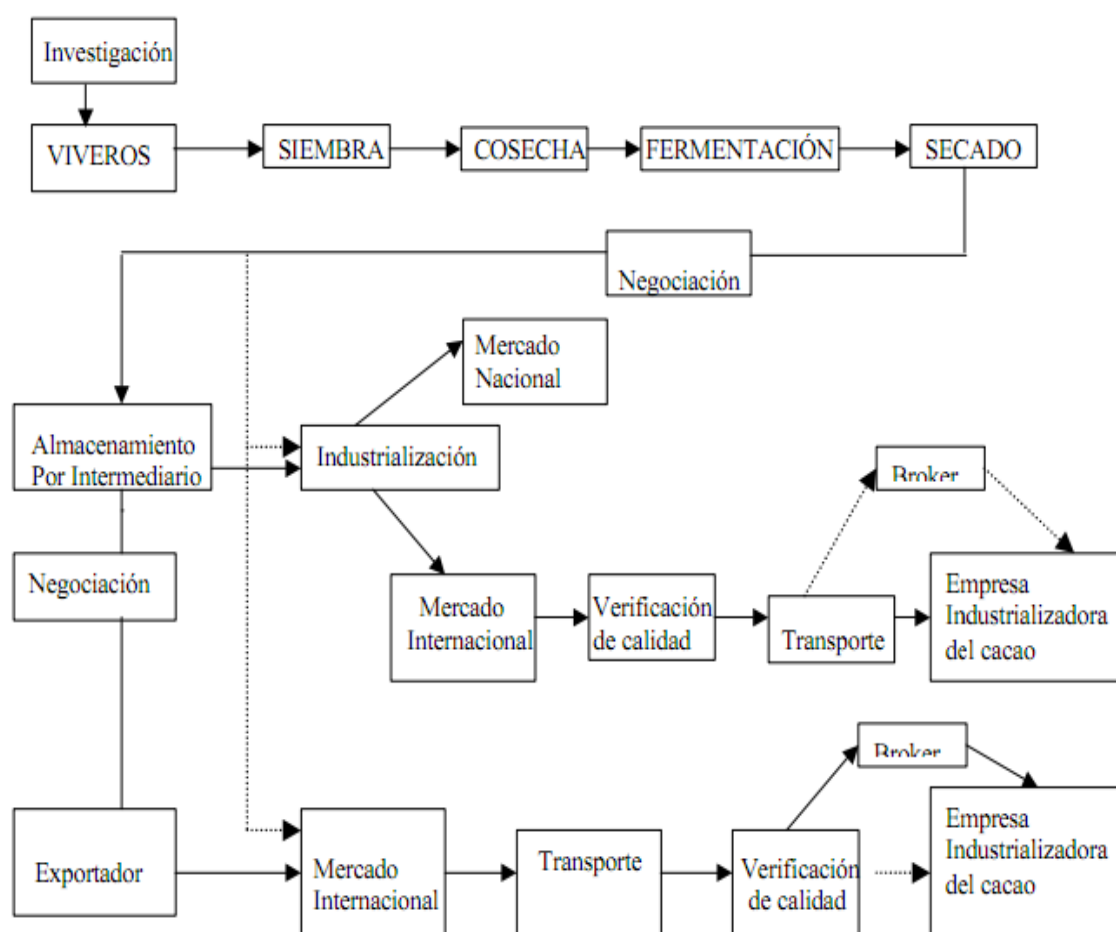 Investigación
VIVEROS
SIEMBRA
COSECHA
FERMENTACIÓN
SECADO
Negociación
Mercado
Nacional
Almacenamiento
Por Intermediario
Industrialización
Broker
Negociación
Mercado
Internacional
Verificación
de calidad
Transporte
Empresa
Industrializadora
del cacao
Broker
Exportador
Mercado
Internacional
Transporte
Verificación
de calidad
Empresa
Industrializadora
del cacao